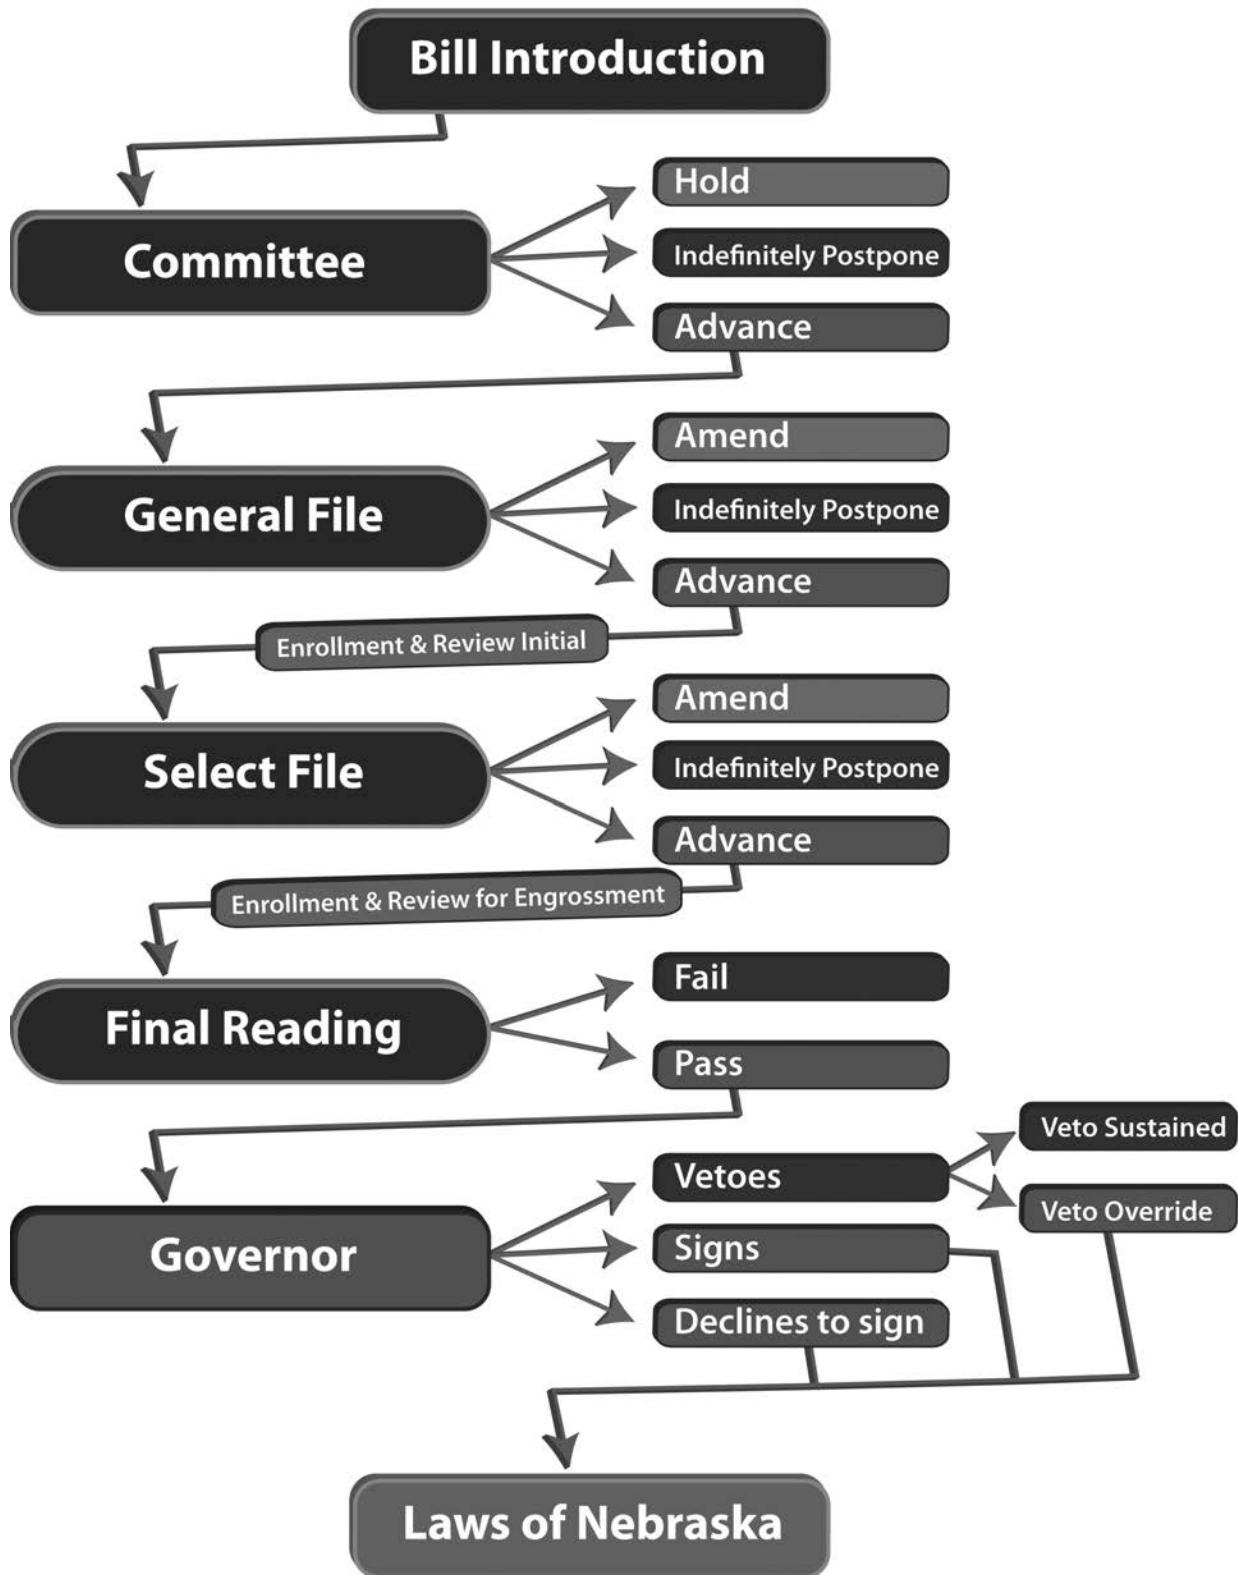 Bill Introduction
Committee
Hold
Indefinitely Postpone
Advance
General File
Amend
Indefinitely Postpone
Advance
Enrollment & Review Initial
Select File
Amend
Indefinitely Postpone
Advance
Enrollment & Review for Engrossment
Final Reading
Fail
Pass
Governor
Vetoes
Veto Sustained
Veto Override
Signs
Declines to sign
Laws of Nebraska